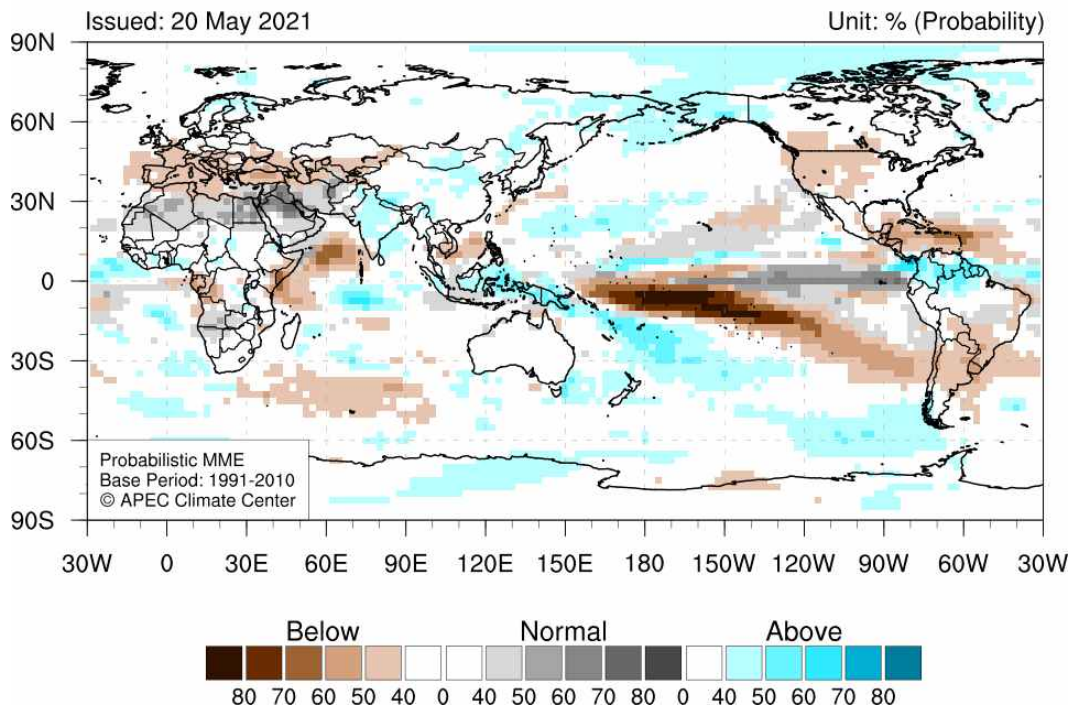 Issued: 20 May 2021 Unit: % (Probability)
90N
60N
30N
0
30S
60S
90S
Probabilistic MME
Base Period: 1991-2010
© APEC Climate Center
30W 0 30E 60E 90E 120E 150E 180 150W 120W 90W 60W 30W
Below Normal Above
80 70 60 50 40 0 40 50 60 70 80 0 40 50 60 70 80